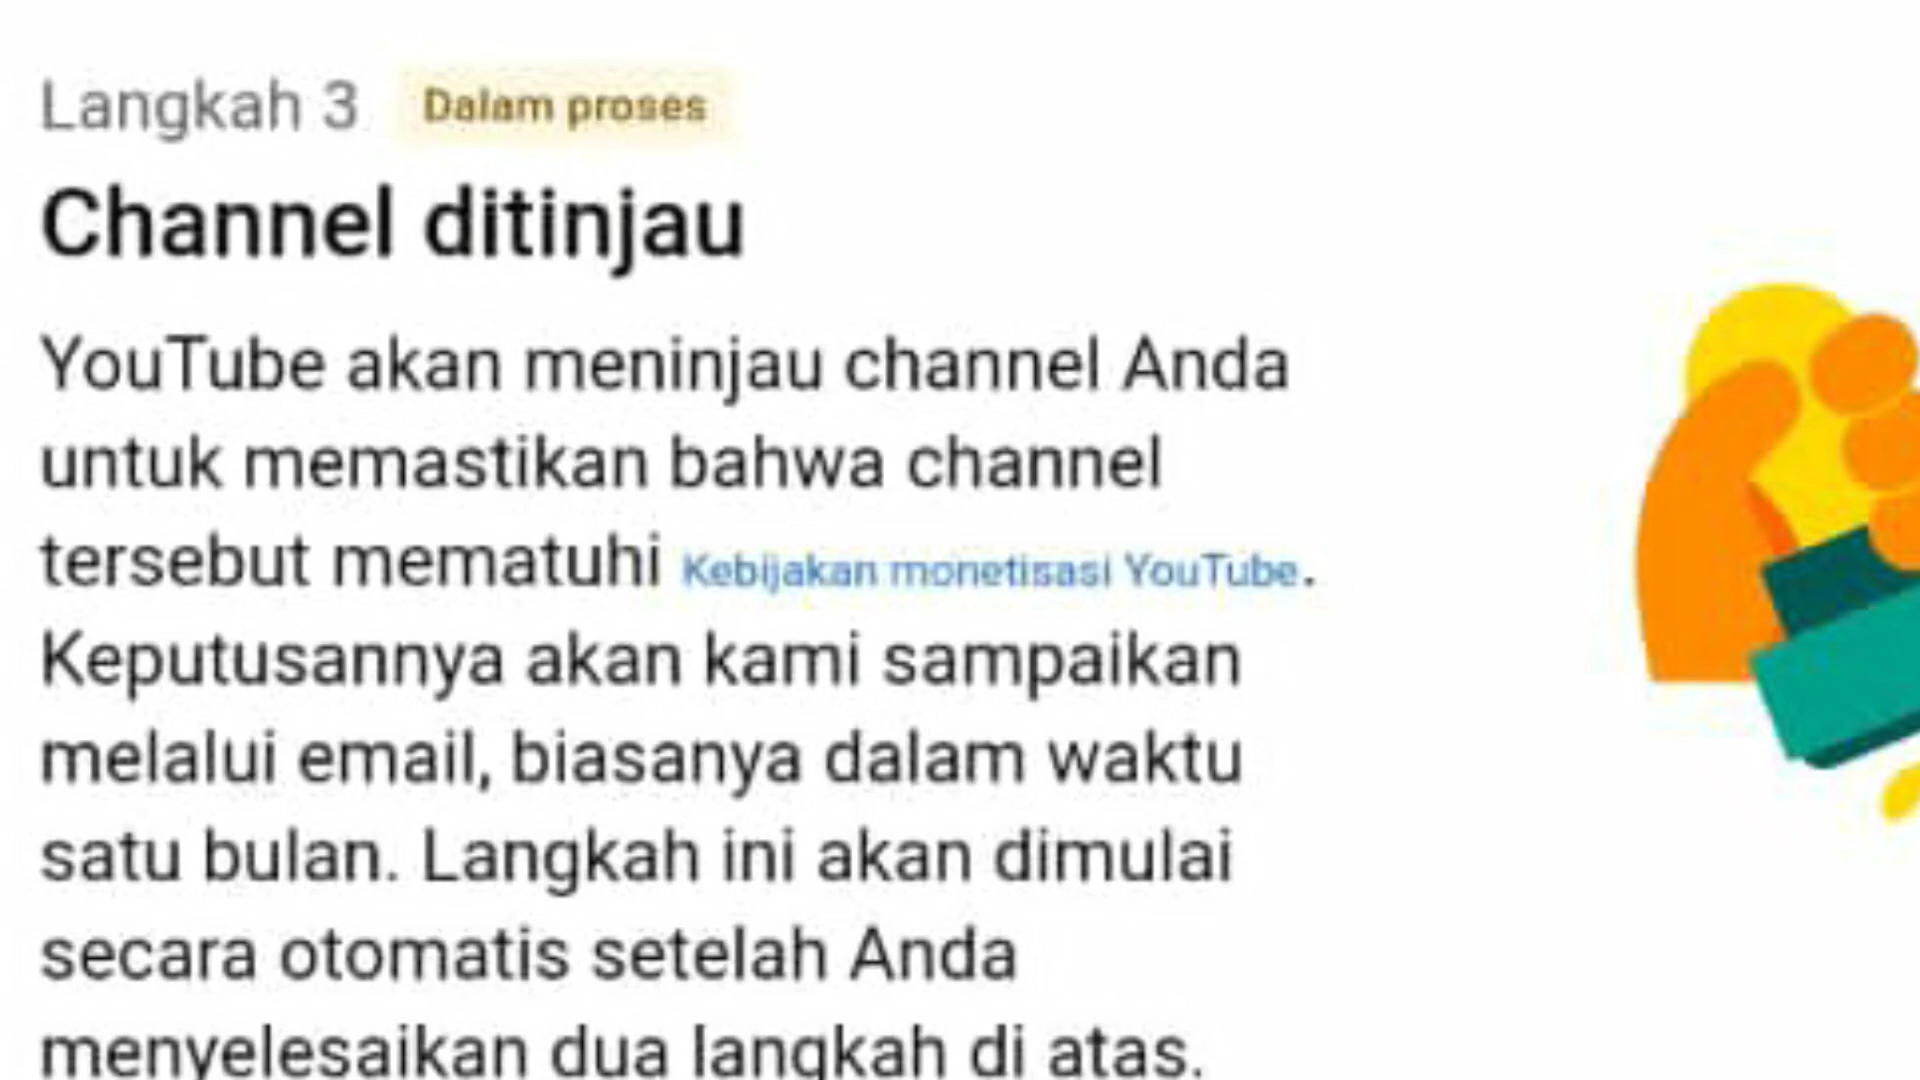 Langkah 3 Dalam proses
Channel ditinjau
YouTube akan meninjau channel Anda
untuk memastikan bahwa channel
tersebut mematuhi Kebijakan monetisasi YouTube.
Keputusannya akan kami sampaikan
melalui email, biasanya dalam waktu
satu bulan. Langkah ini akan dimulai
secara otomatis setelah Anda
menyelesaikan dua langkah di atas.